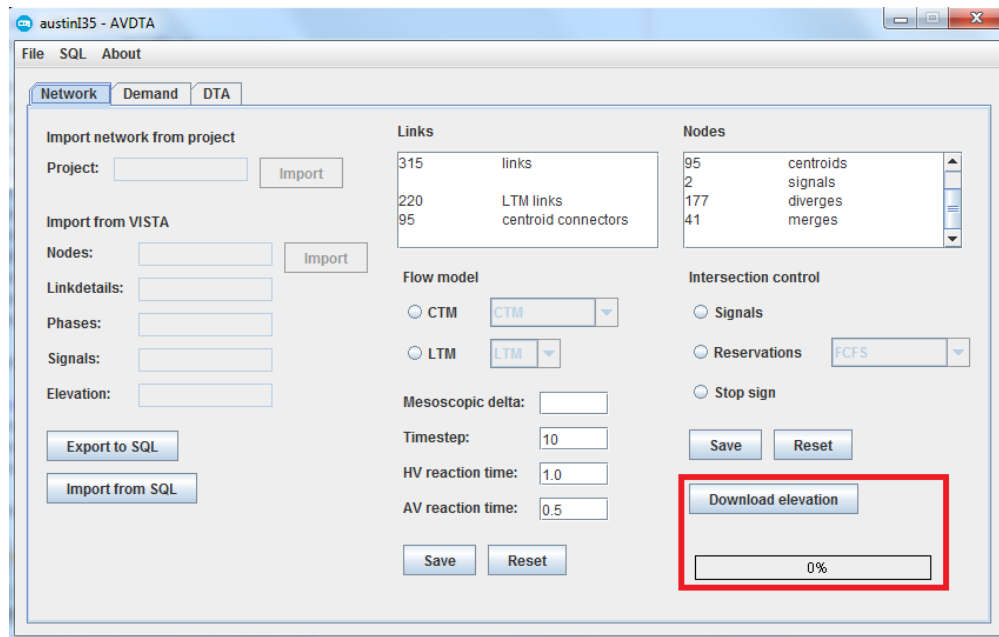 austinI35 - AVDTA
File SQL About
Network Demand DTA
Import network from project
Project: Import
Import from VISTA
Nodes: Import
Linkdetails:
Phases:
Signals:
Elevation:
Export to SQL
Import from SQL
Links
315 links
220 LTM links
95 centroid connectors
Flow model
CTM CTM
LTM LTM
Mesoscopic delta:
Timestep: 10
HV reaction time: 1.0
AV reaction time: 0.5
Save Reset
Nodes
95 centroids
2 signals
177 diverges
41 merges
Intersection control
Signals
Reservations FCFS
Stop sign
Save Reset
Download elevation
0%